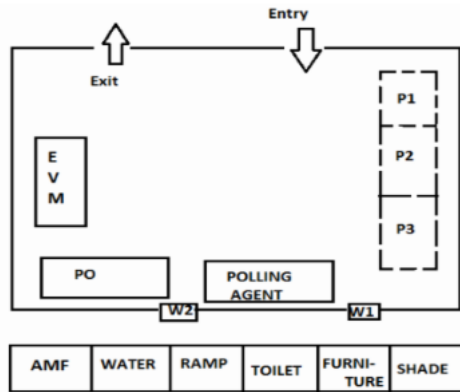 Entry
Exit
P1
P2
P3
E
V
M
PO
POLLING
AGENT
W2
W1
AMF
WATER
RAMP
TOILET
FURNI-
TURE
SHADE